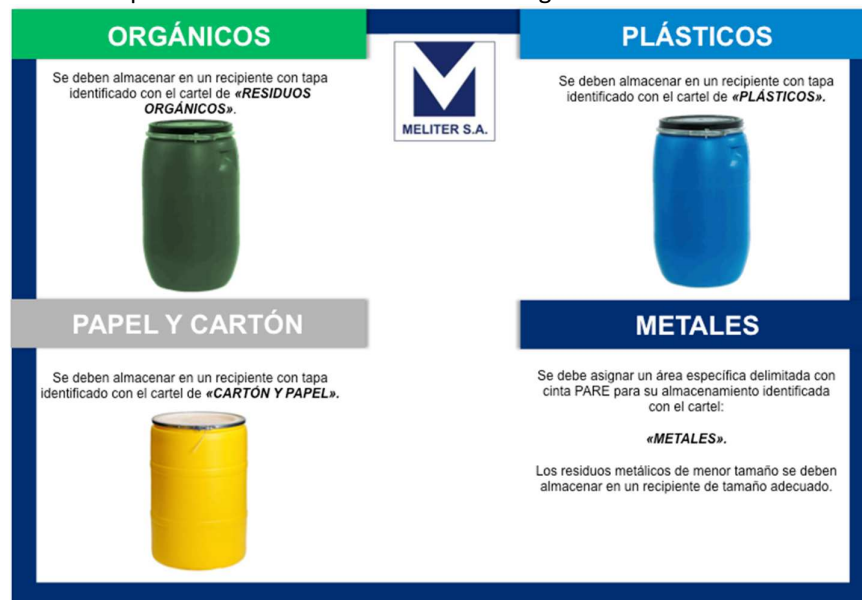 ORGÁNICOS
Se deben almacenar en un recipiente con tapa
identificado con el cartel de «RESIDUOS
ORGÁNICOS».
MELITER S.A.
PLÁSTICOS
Se deben almacenar en un recipiente con tapa
identificado con el cartel de «PLÁSTICOS».
PAPEL Y CARTÓN
Se deben almacenar en un recipiente con tapa
identificado con el cartel de «CARTÓN Y PAPEL».
METALES
Se debe asignar un área específica delimitada con
cinta PARE para su almacenamiento identificada
con el cartel:
«METALES».
Los residuos metálicos de menor tamaño se deben
almacenar en un recipiente de tamaño adecuado.